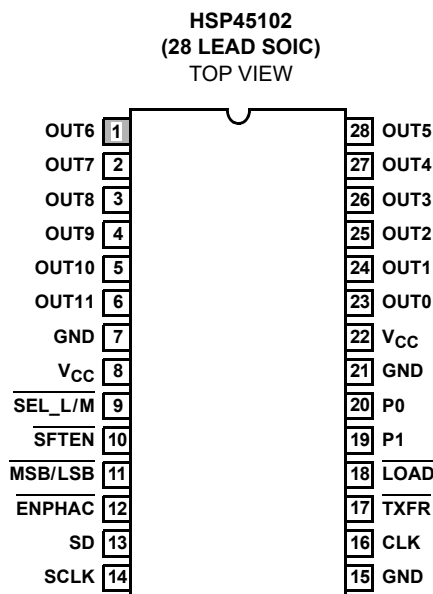 HSP45102
(28 LEAD SOIC)
TOP VIEW
OUT6 1 28 OUT5
OUT7 2 27 OUT4
OUT8 3 26 OUT3
OUT9 4 25 OUT2
OUT10 5 24 OUT1
OUT11 6 23 OUT0
GND 7 22 VCC
VCC 8 21 GND
SEL_L/M 9 20 P0
SFTEN 10 19 P1
MSB/LSB 11 18 LOAD
ENPHAC 12 17 TXFR
SD 13 16 CLK
SCLK 14 15 GND